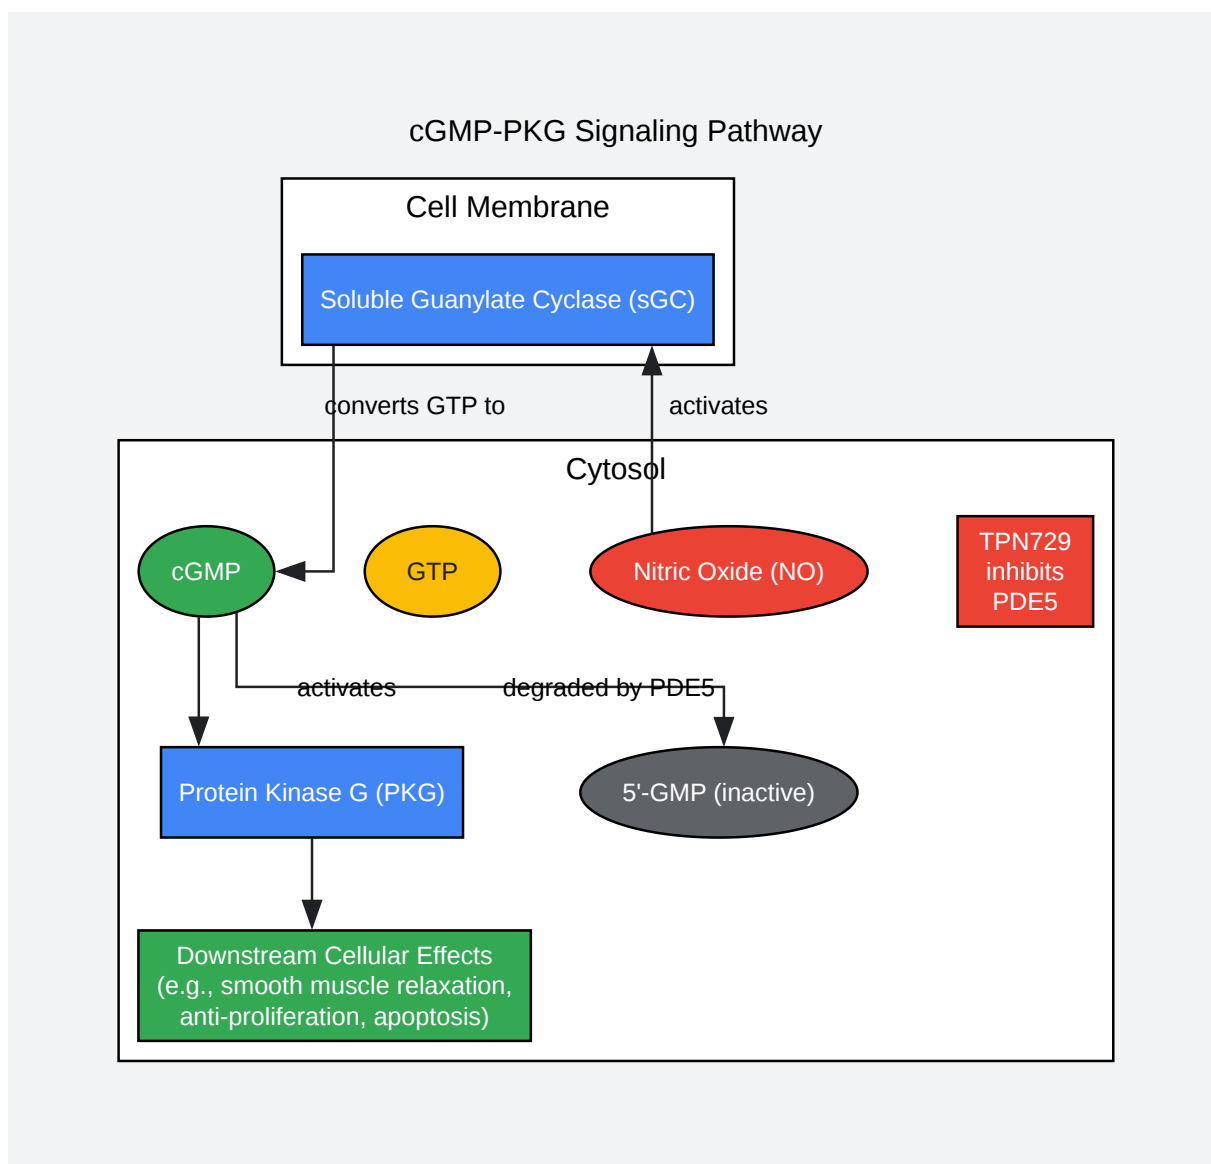 cGMP-PKG Signaling Pathway
Cell Membrane
Soluble Guanylate Cyclase (sGC)
converts GTP to
activates
Cytosol
cGMP
GTP
Nitric Oxide (NO)
TPN729
inhibits
PDE5
activates
degraded by PDE5
Protein Kinase G (PKG)
5'-GMP (inactive)
Downstream Cellular Effects
(e.g., smooth muscle relaxation,
anti-proliferation, apoptosis)